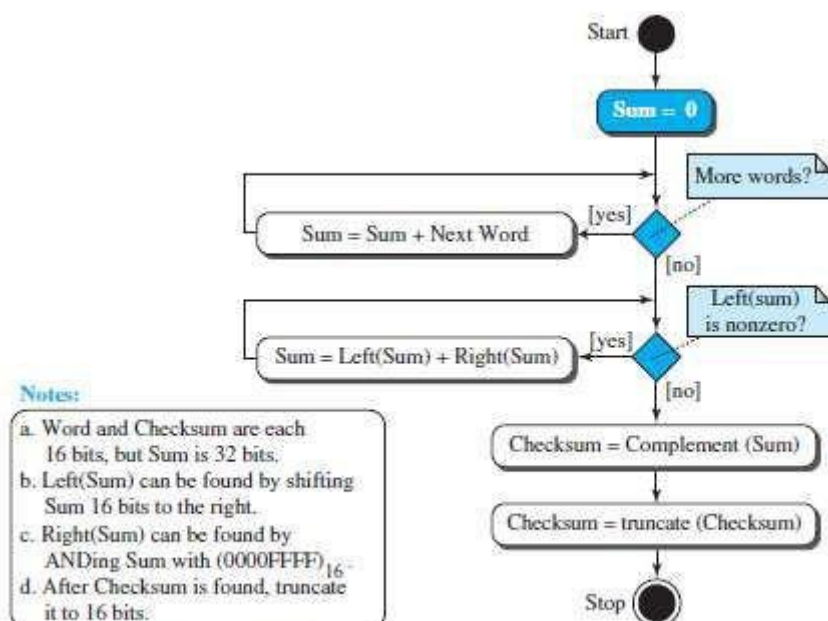 Start
Sum = 0
More words?
[yes]
Sum = Sum + Next Word
[no]
Left(sum)
is nonzero?
[yes]
Sum = Left(Sum) + Right(Sum)
[no]
Notes:
a. Word and Checksum are each
16 bits, but Sum is 32 bits.
b. Left(Sum) can be found by shifting
Sum 16 bits to the right.
c. Right(Sum) can be found by
ANDing Sum with (0000FFFF)16.
d. After Checksum is found, truncate
it to 16 bits.
Checksum = Complement (Sum)
Checksum = truncate (Checksum)
Stop